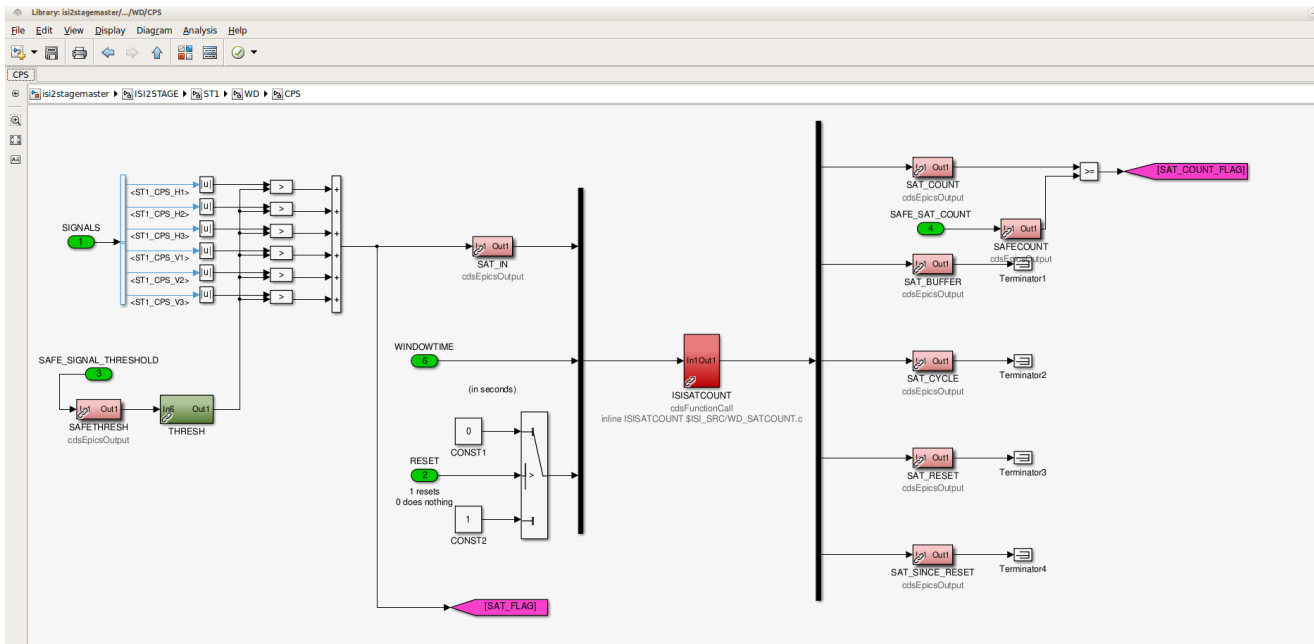 Library: isi2stagemaster/.../WD/CPS
File Edit View Display Diagram Analysis Help
CPS
isi2stagemaster ISI2STAGE ST1 WD CPS
SIGNALS
1
<ST1_CPS_H1>
<ST1_CPS_H2>
<ST1_CPS_H3>
<ST1_CPS_V1>
<ST1_CPS_V2>
<ST1_CPS_V3>
|u|
|u|
|u|
|u|
|u|
|u|
>
>
>
>
>
>
+
+
+
+
+
+
SAFE_SIGNAL_THRESHOLD
3
In1 Out1
SAFETHRESH
cdsEpicsOutput
In6 Out1
THRESH
In1 Out1
SAT_IN
cdsEpicsOutput
WINDOWTIME
6
(in seconds)
0
CONST1
RESET
2
1 resets
0 does nothing
>
1
CONST2
[SAT_FLAG]
In1 Out1
ISISATCOUNT
cdsFunctionCall
inline ISISATCOUNT $ISI_SRC/WD_SATCOUNT.c
In1 Out1
SAT_COUNT
cdsEpicsOutput
>=
[SAT_COUNT_FLAG]
SAFE_SAT_COUNT
4
In1 Out1
SAFECOUNT
cdsEpicsOutput
In1 Out1
SAT_BUFFER
cdsEpicsOutput
Terminator1
In1 Out1
SAT_CYCLE
cdsEpicsOutput
Terminator2
In1 Out1
SAT_RESET
cdsEpicsOutput
Terminator3
In1 Out1
SAT_SINCE_RESET
cdsEpicsOutput
Terminator4